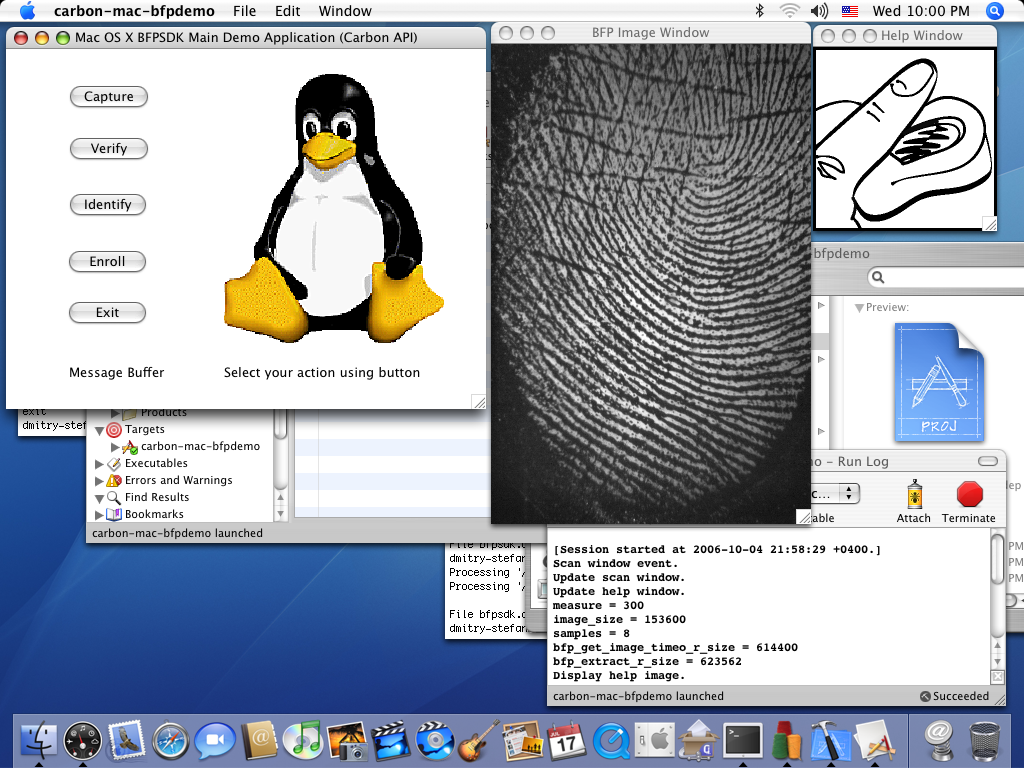 carbon-mac-bfpdemo File Edit Window Wed 10:00 PM
Mac OS X BFPSDK Main Demo Application (Carbon API)
Capture
Verify
Identify
Enroll
Exit
Message Buffer Select your action using button
BFP Image Window
Help Window
bfpdemo
Preview:
PROJ
exit
dmitry-stef
Products
Targets
carbon-mac-bfpdemo
Executables
Errors and Warnings
Find Results
Bookmarks
carbon-mac-bfpdemo launched
File bfpsdk.
dmitry-stefan
Processing '/
Processing '/
File bfpsdk.
dmitry-stefan
mo - Run Log
c...
able
Attach
Terminate
[Session started at 2006-10-04 21:58:29 +0400.]
Scan window event.
Update scan window.
Update help window.
measure = 300
image_size = 153600
samples = 8
bfp_get_image_timeo_r_size = 614400
bfp_extract_r_size = 623562
Display help image.
carbon-mac-bfpdemo launched Succeeded
PM
PM
JUL
17